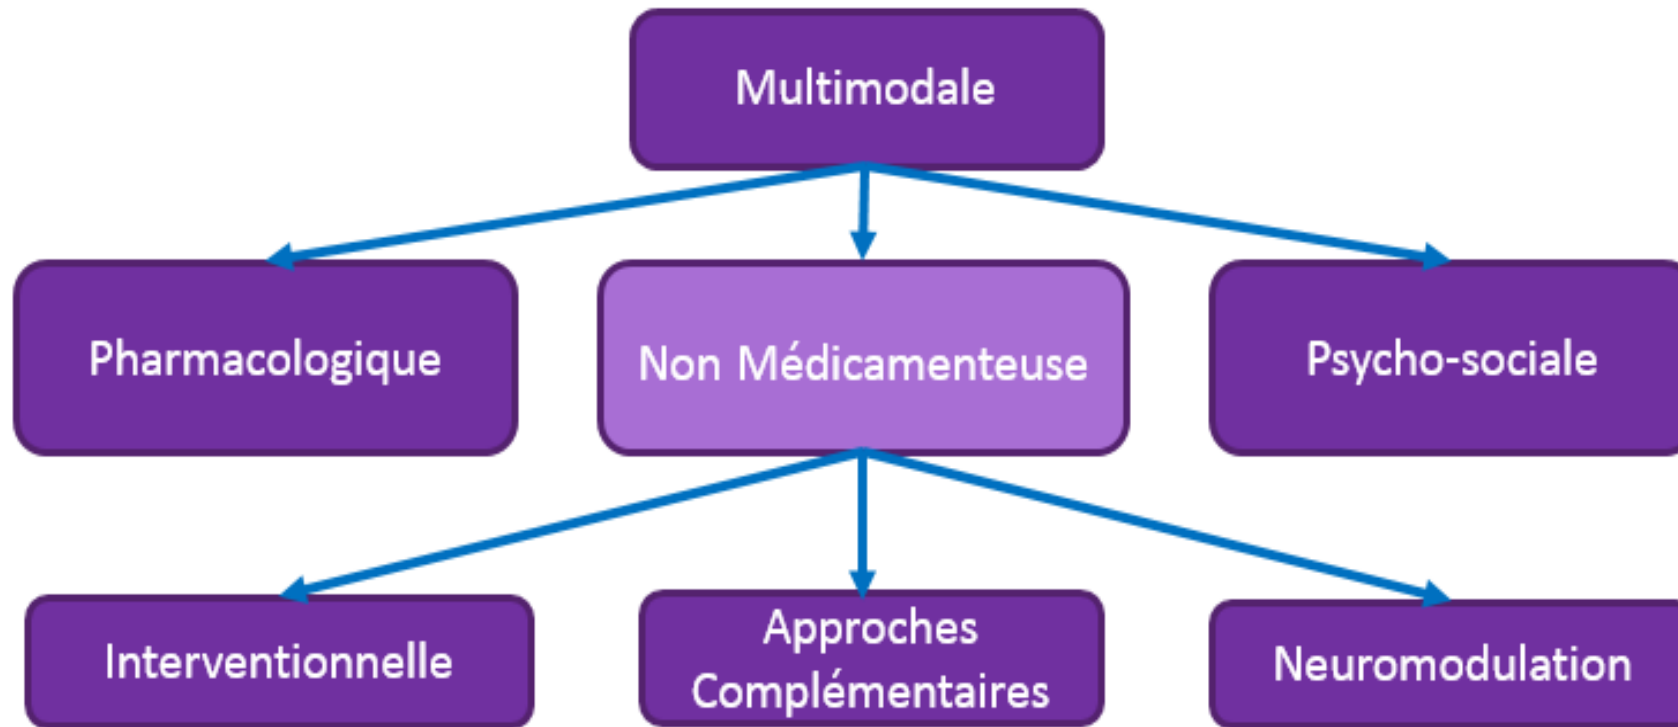 Multimodale
Pharmacologique
Non Médicamenteuse
Psycho-sociale
Interventionnelle
Approches
Complémentaires
Neuromodulation